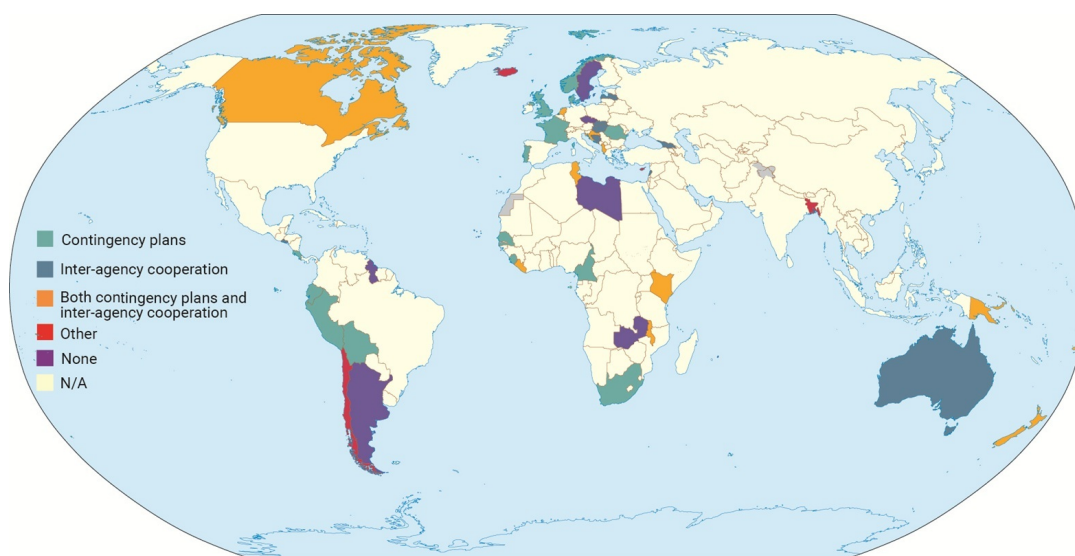 Contingency plans
Inter-agency cooperation
Both contingency plans and
inter-agency cooperation
Other
None
N/A